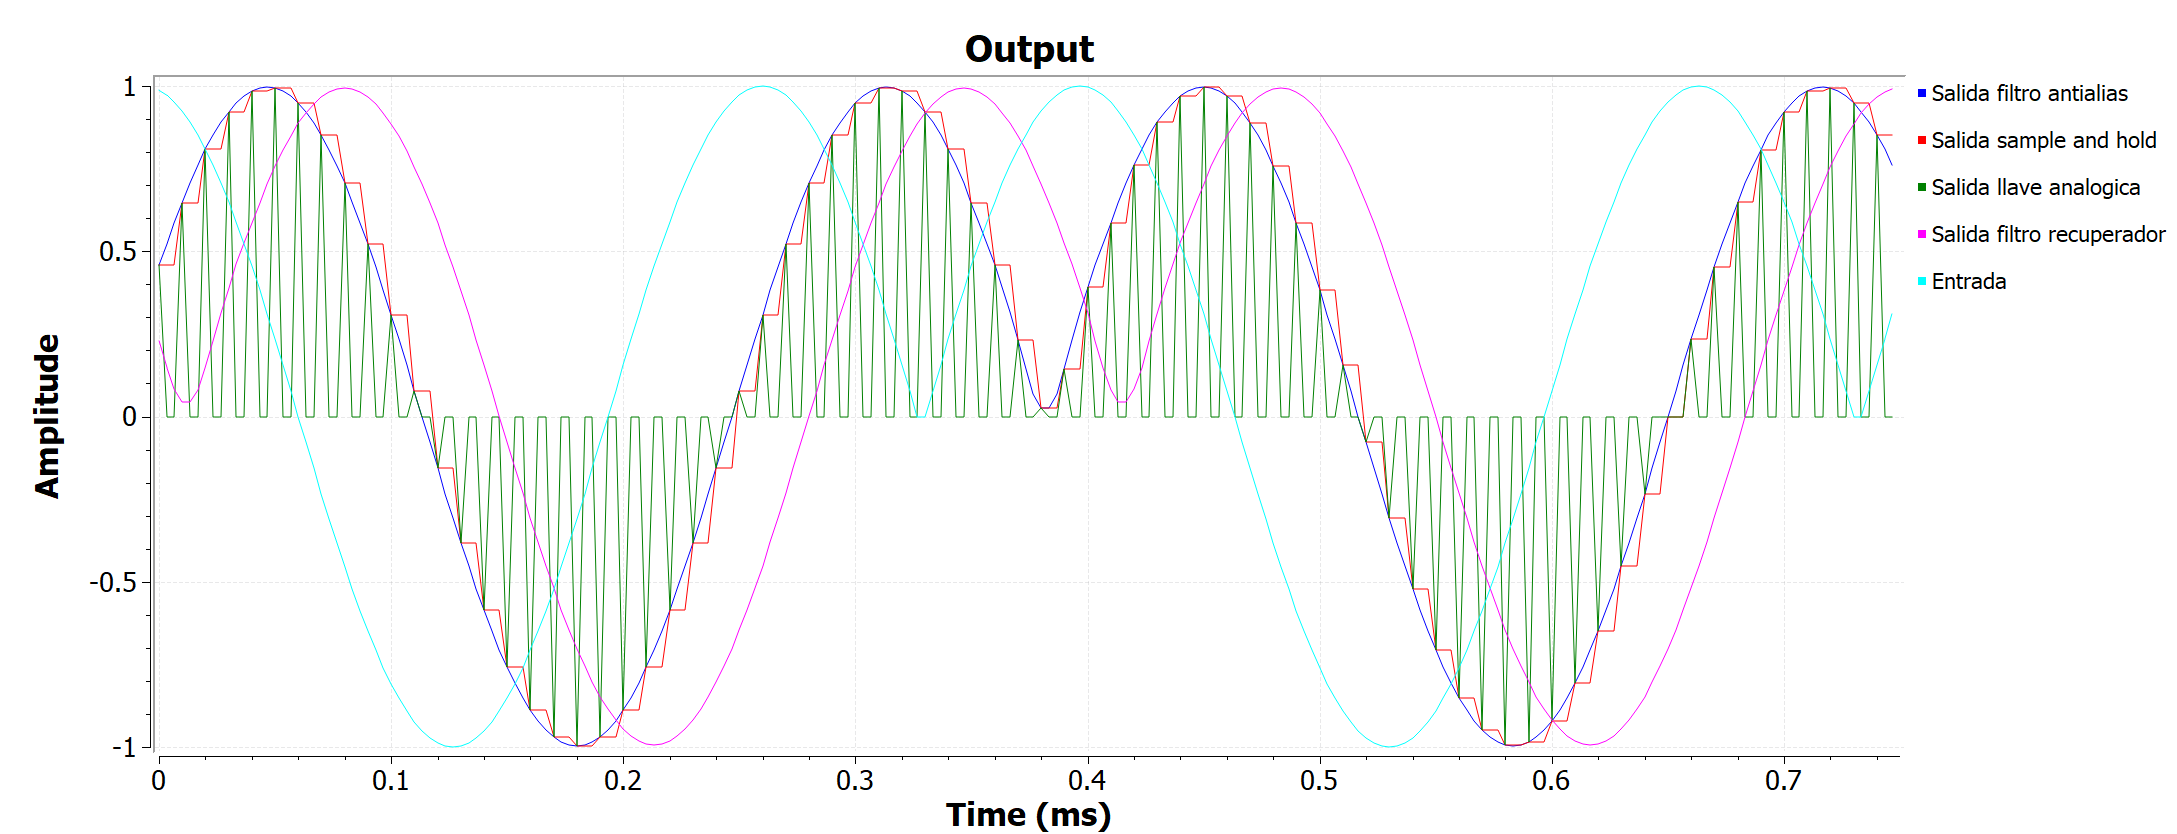 Output
1
0.5
0
-0.5
-1
Amplitude
0
0.1
0.2
0.3
0.4
0.5
0.6
0.7
Time (ms)
Salida filtro antialias
Salida sample and hold
Salida llave analogica
Salida filtro recuperador
Entrada